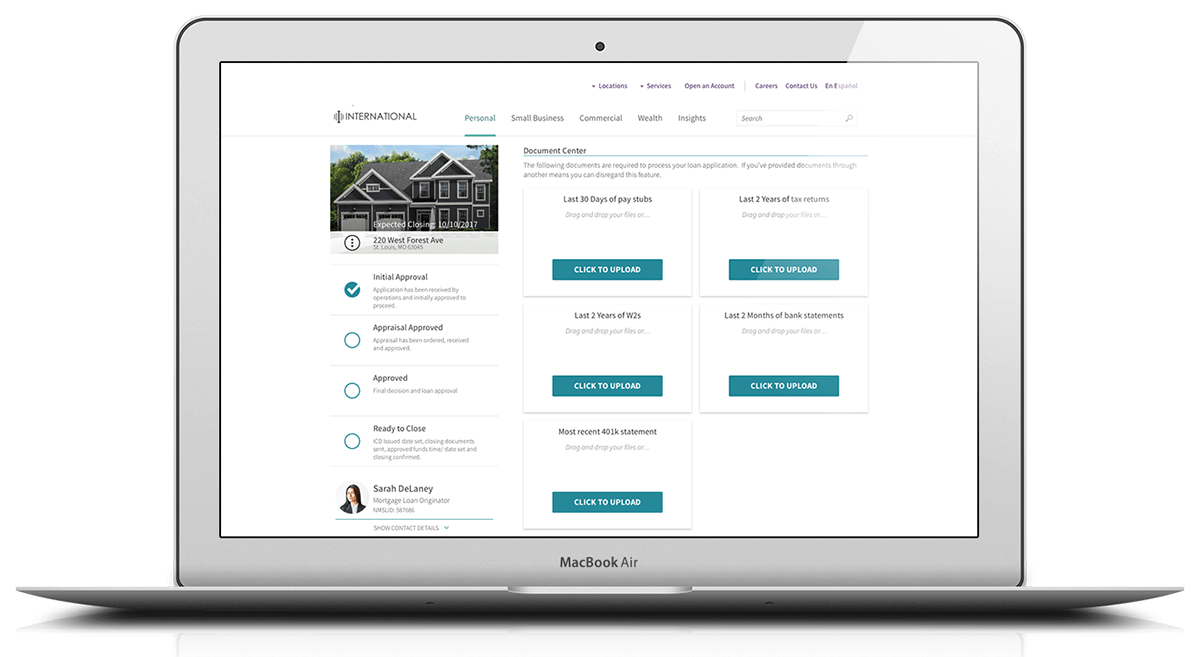 Locations Services Open an Account Careers Contact Us En Español
INTERNATIONAL
Personal Small Business Commercial Wealth Insights
Search
Expected Closing: 10/10/2017
220 West Forest Ave
St. Louis, MO 63045
Initial Approval
Application has been received by
operations and initially approved to
proceed.
Appraisal Approved
Appraisal has been ordered, received
and approved.
Approved
Final decision and loan approval
Ready to Close
ICD Issued date set, closing documents
sent, approved funds time/ date set and
closing confirmed.
Sarah DeLaney
Mortgage Loan Originator
NMSLID: 587686
SHOW CONTACT DETAILS
Document Center
The following documents are required to process your loan application. If you've provided documents through
another means you can disregard this feature.
Last 30 Days of pay stubs
Drag and drop your files or...
CLICK TO UPLOAD
Last 2 Years of tax returns
Drag and drop your files or...
CLICK TO UPLOAD
Last 2 Years of W2s
Drag and drop your files or...
CLICK TO UPLOAD
Last 2 Months of bank statements
Drag and drop your files or...
CLICK TO UPLOAD
Most recent 401k statement
Drag and drop your files or...
CLICK TO UPLOAD
MacBook Air